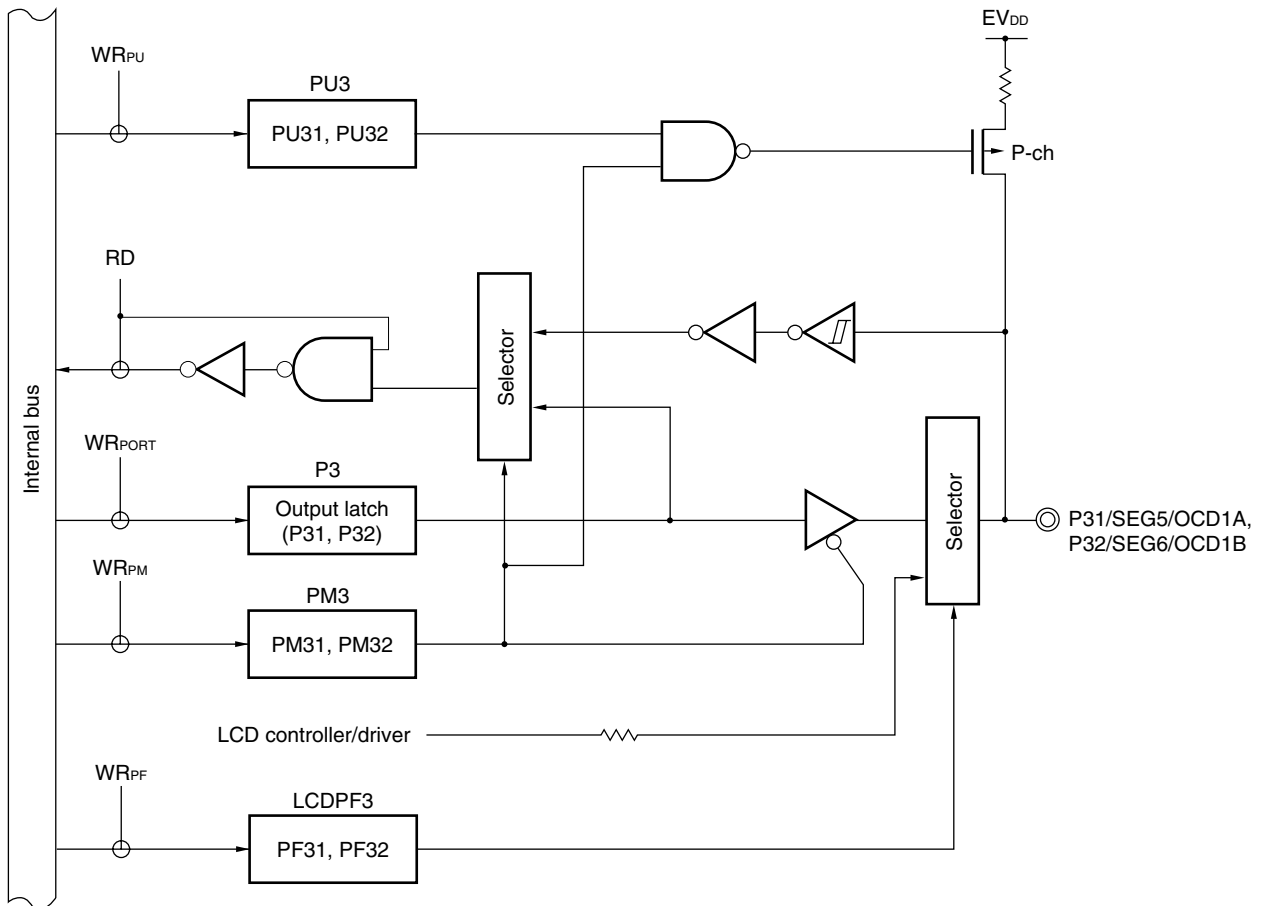 EVDD
WRPU
PU3
PU31, PU32
P-ch
RD
Selector
Internal bus
WRPORT
P3
Output latch
(P31, P32)
Selector
P31/SEG5/OCD1A,
P32/SEG6/OCD1B
WRPM
PM3
PM31, PM32
LCD controller/driver
WRPF
LCDPF3
PF31, PF32